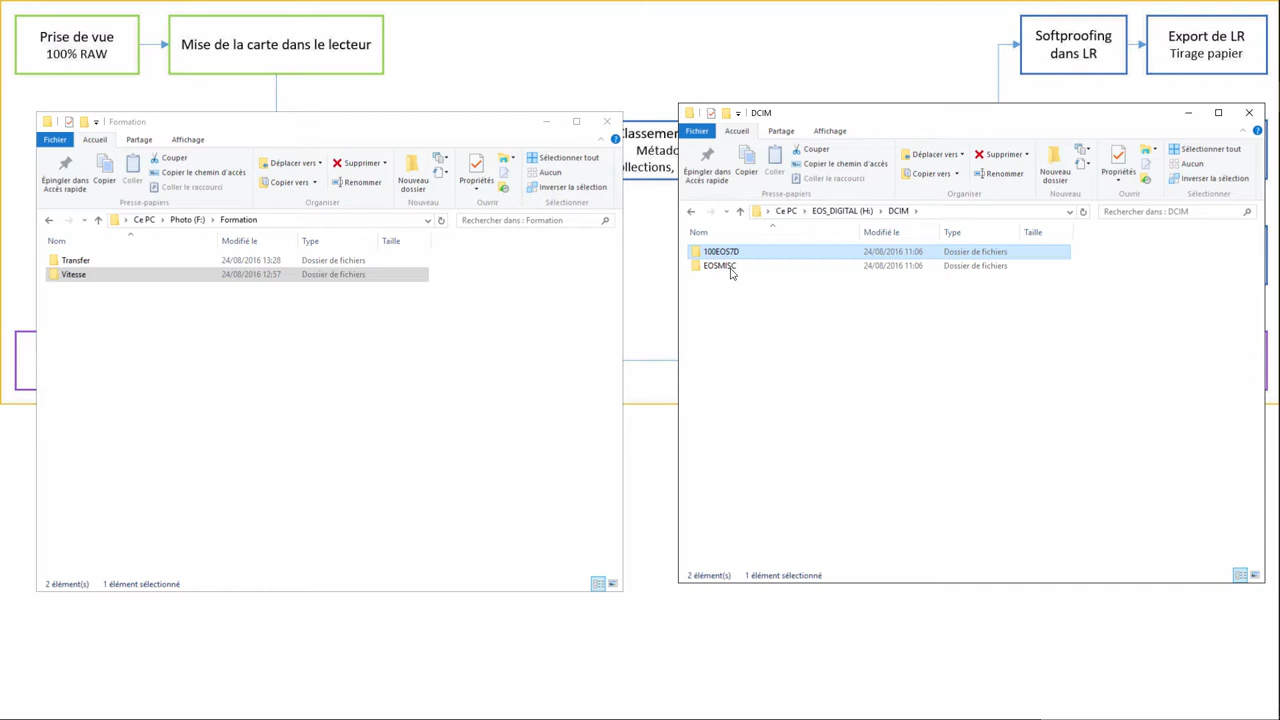 Prise de vue
100% RAW
Mise de la carte dans le lecteur
Softproofing
dans LR
Export de LR
Tirage papier
Classemen
Métado
ollections,
Formation
Fichier
Accueil
Partage
Affichage
Épingler dans
Accès rapide
Copier
Coller
Couper
Copier le chemin d'accès
Coller le raccourci
Presse-papiers
Déplacer vers
Copier vers
Supprimer
Renommer
Organiser
Nouveau
dossier
Nouveau
Propriétés
Ouvrir
Sélectionner tout
Aucun
Inverser la sélection
Sélectionner
Ce PC > Photo (F:) > Formation
Rechercher dans : Formation
Nom Modifié le Type Taille
Transfer 24/08/2016 13:28 Dossier de fichiers
Vitesse 24/08/2016 12:57 Dossier de fichiers
2 élément(s) 1 élément sélectionné
DCIM
Fichier
Accueil
Partage
Affichage
Épingler dans
Accès rapide
Copier
Coller
Couper
Copier le chemin d'accès
Coller le raccourci
Presse-papiers
Déplacer vers
Copier vers
Supprimer
Renommer
Organiser
Nouveau
dossier
Nouveau
Propriétés
Ouvrir
Sélectionner tout
Aucun
Inverser la sélection
Sélectionner
Ce PC > EOS_DIGITAL (H:) > DCIM >
Rechercher dans : DCIM
Nom Modifié le Type Taille
100EOS7D 24/08/2016 11:06 Dossier de fichiers
EOSMISC 24/08/2016 11:06 Dossier de fichiers
2 élément(s) 1 élément sélectionné